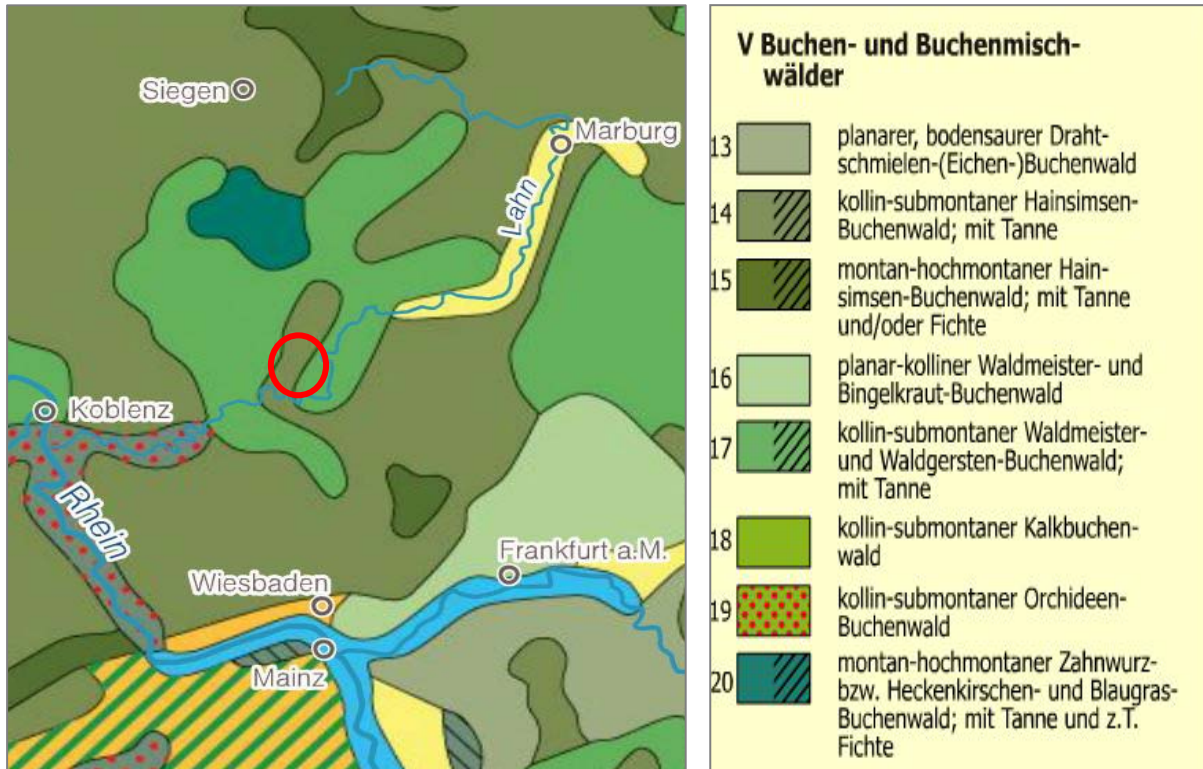 Siegen
Marburg
Lahn
Koblenz
Rhein
Frankfurt a.M.
Wiesbaden
Mainz
V Buchen- und Buchenmisch-
wälder
13 planarer, bodensaurer Draht-
schmielen-(Eichen-)Buchenwald
14 kollin-submontaner Hainsimsen-
Buchenwald; mit Tanne
15 montan-hochmontaner Hain-
simsen-Buchenwald; mit Tanne
und/oder Fichte
16 planar-kolliner Waldmeister- und
Bingelkraut-Buchenwald
17 kollin-submontaner Waldmeister-
und Waldgersten-Buchenwald;
mit Tanne
18 kollin-submontaner Kalkbuchen-
wald
19 kollin-submontaner Orchideen-
Buchenwald
20 montan-hochmontaner Zahnwurz-
bzw. Heckenkirschen- und Blaugras-
Buchenwald; mit Tanne und z.T.
Fichte